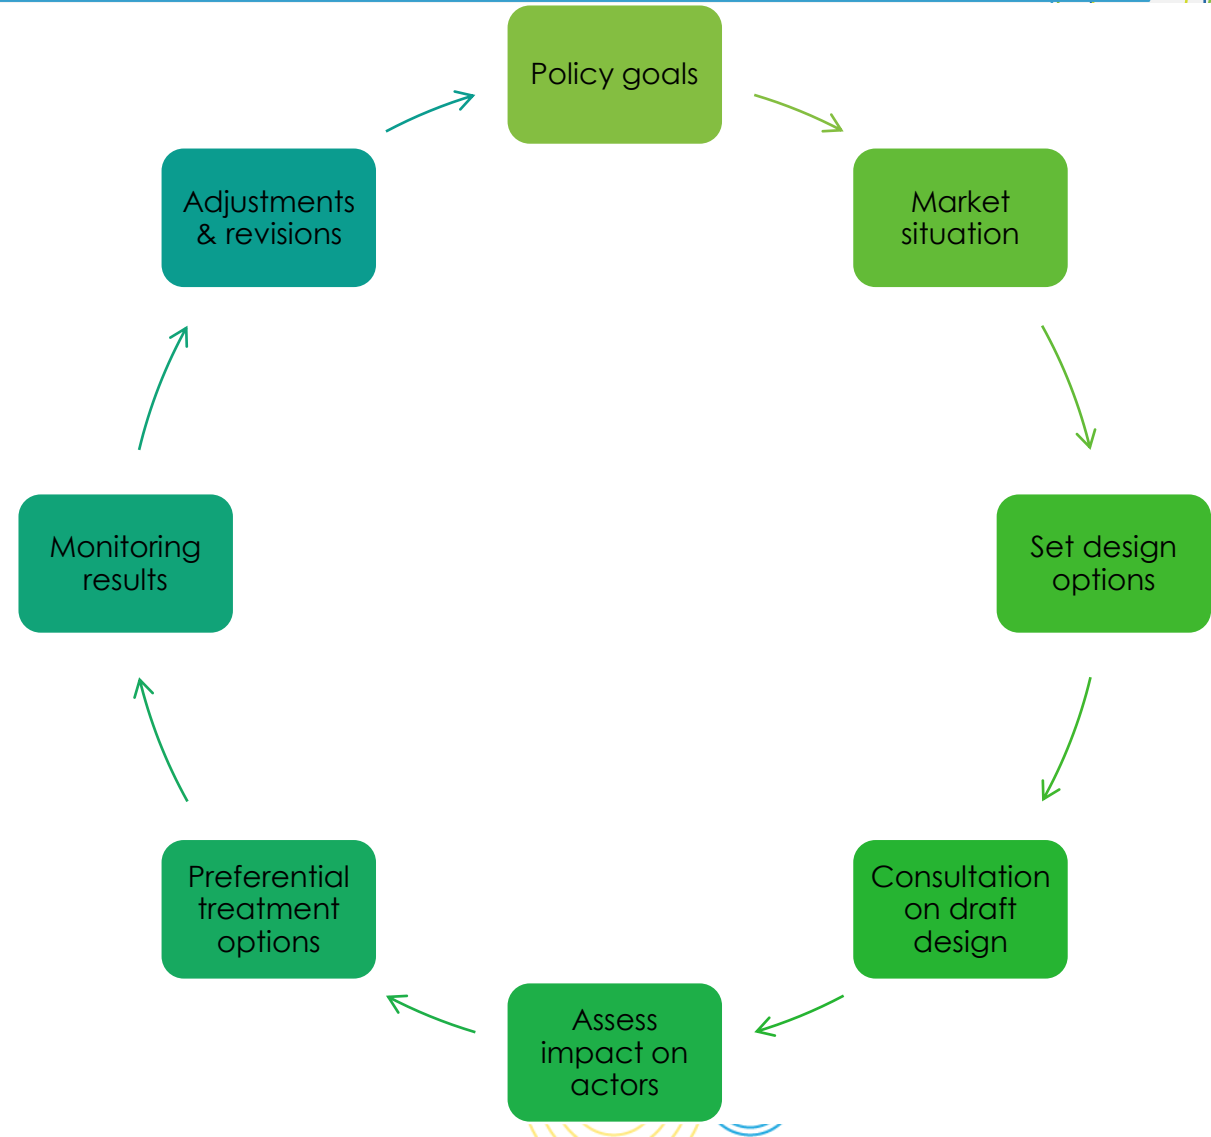 Policy goals
Market
situation
Set design
options
Consultation
on draft
design
Assess
impact on
actors
Preferential
treatment
options
Monitoring
results
Adjustments
& revisions